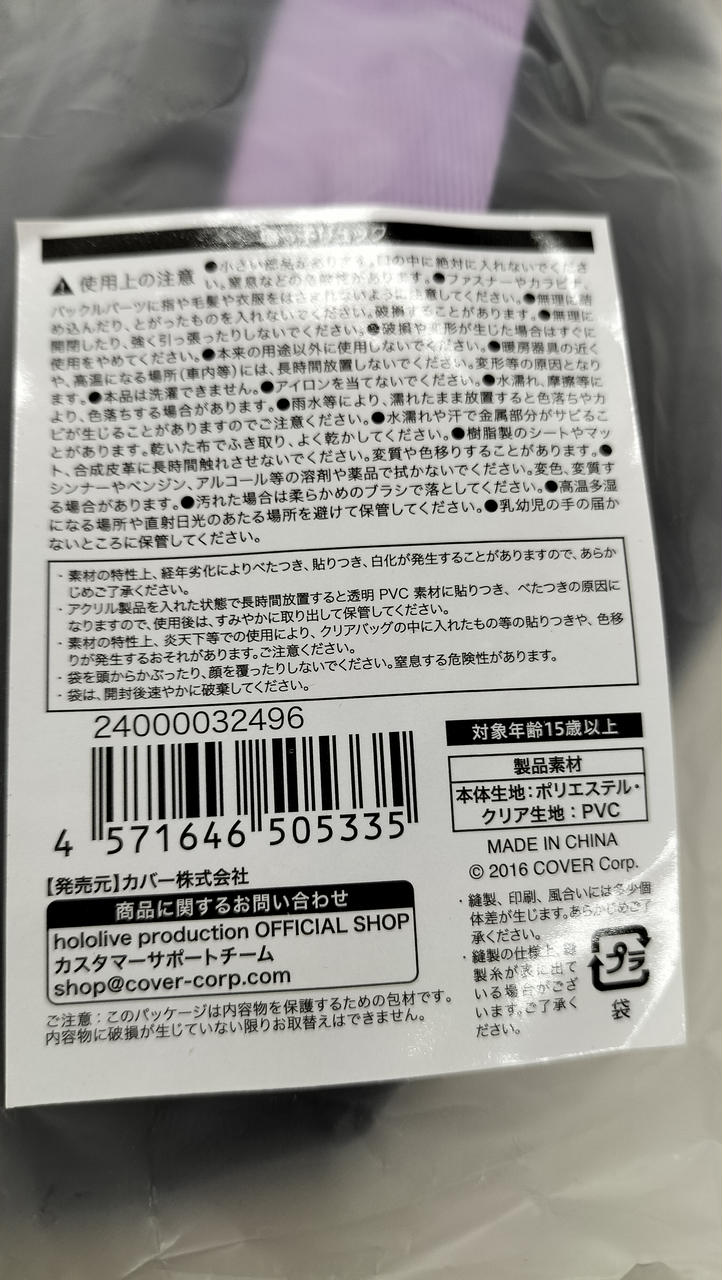 使用上の注意
●小さい部品があります。口の中に絶対に入れないでくださ
い。窒息などの危険性があります。●ファスナーやカラビナ、
バックルパーツに指や毛髪や衣服をはさまれないように注意してください。●無理に詰
め込んだり、とがったものを入れないでください。破損することがあります。●無理に
開閉したり、強く引っ張ったりしないでください。●破損や変形が生じた場合はすぐに
使用をやめてください。●本来の用途以外に使用しないでください。●暖房器具の近く
や、高温になる場所(車内等)には、長時間放置しないでください。変形等の原因となり
ます。●本品は洗濯できません。●アイロンを当てないでください。●水濡れ、摩擦等に
より、色落ちする場合があります。●雨水等により、濡れたまま放置すると色落ちやカ
ビが生じることがありますのでご注意ください。●水濡れや汗で金属部分がサビるこ
とがあります。乾いた布でふき取り、よく乾かしてください。●樹脂製のシートやマッ
ト、合成皮革に長時間触れさせないでください。変質や色移りすることがあります。●
シンナーやベンジン、アルコール等の溶剤や薬品で拭かないでください。変色、変質す
る場合があります。●汚れた場合は柔らかめのブラシで落としてください。●高温多湿
になる場所や直射日光のあたる場所を避けて保管してください。●乳幼児の手の届か
ないところに保管してください。
・素材の特性上、経年劣化によりべたつき、貼りつき、白化が発生することがありますので、あらか
じめご了承ください。
・アクリル製品を入れた状態で長時間放置すると透明 PVC 素材に貼りつき、べたつきの原因に
なりますので、使用後は、すみやかに取り出して保管してください。
・素材の特性上、炎天下等での使用により、クリアバッグの中に入れたもの等の貼りつきや、色移
りが発生するおそれがあります。ご注意ください。
・袋を頭からかぶったり、顔を覆ったりしないでください。窒息する危険性があります。
・袋は、開封後速やかに破棄してください。
24000032496
4 571646 505335
対象年齢15歳以上
製品素材
本体生地：ポリエステル・
クリア生地：PVC
MADE IN CHINA
© 2016 COVER Corp.
【発売元】カバー株式会社
商品に関するお問い合わせ
hololive production OFFICIAL SHOP
カスタマーサポートチーム
shop@cover-corp.com
ご注意：このパッケージは内容物を保護するための包材です。
内容物に破損が生じていない限りお取替えはできません。
・縫製、印刷、風合いには多少個
体差が生じます。あらかじめご了
承ください。
・縫製の仕様上、縫
製糸が表に出て
いる場合がござ
います。ご了承く
ださい。
プラ
袋